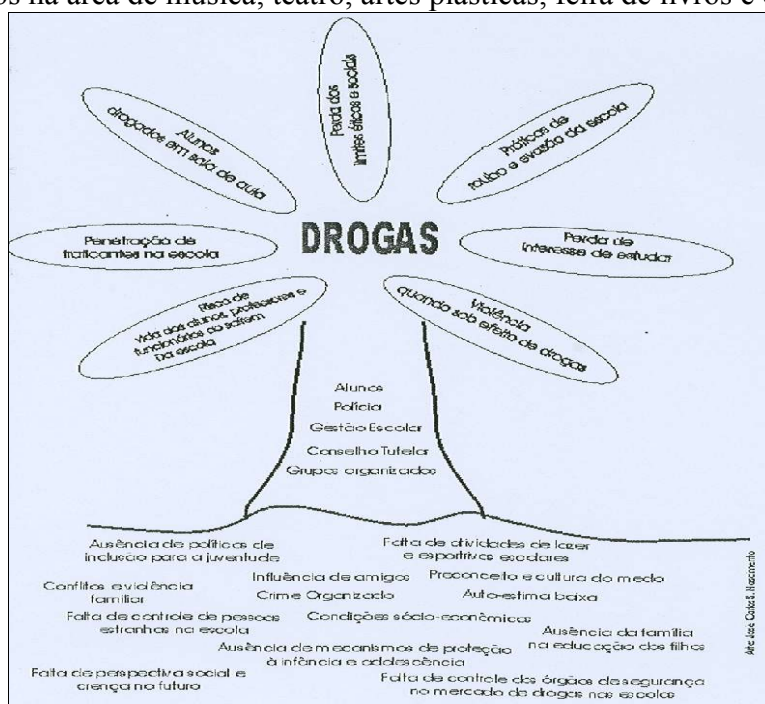 na área de música, teatro, artes plásticas, feira de livros e
Perda dos
limites éticos e sociais
Alunos
drogados em sala de aula
Práticas de
roubo e evasão da escola
Penetração de
traficantes na escola
DROGAS
Perda de
interesse de estudar
Risco de
vida dos alunos, professores e
funcionários ao saírem
Da escola
Violência
quando sob efeito de drogas
Alunos
Polícia
Gestão Escolar
Conselho Tutelar
Grupos organizados
Ausência de políticas de
inclusão para a juventude
Falta de atividades de lazer
e esportivas escolares
Influência de amigos
Preconceito e cultura do medo
Conflitos e violência
familiar
Crime Organizado
Auto-estima baixa
Falta de controle de pessoas
estranhas na escola
Condições sócio-econômicas
Ausência da família
na educação dos filhos
Ausência de mecanismos de proteção
à infância e adolescência
Falta de perspectiva social e
crença no futuro
Falta de controle dos órgãos de segurança
no mercado de drogas nas escolas
Arte: José Carlos S. Nascimento